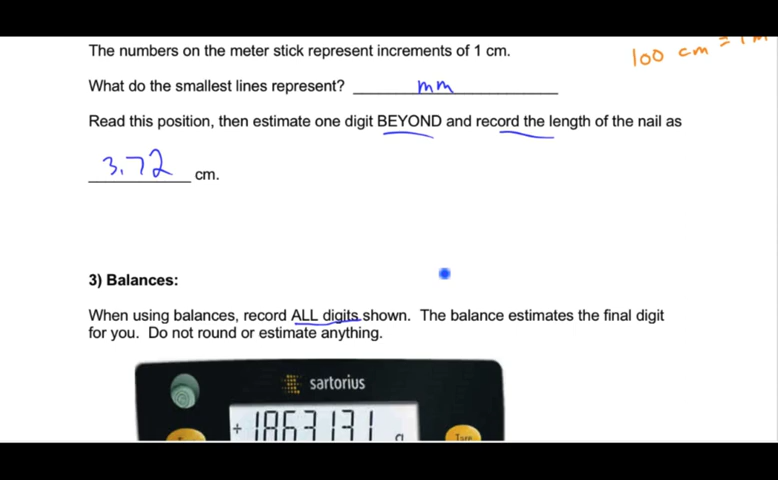 The numbers on the meter stick represent increments of 1 cm.
100 cm = 1 m
What do the smallest lines represent? mm
Read this position, then estimate one digit BEYOND and record the length of the nail as
3.72 cm.
3) Balances:
When using balances, record ALL digits shown. The balance estimates the final digit
for you. Do not round or estimate anything.
sartorius